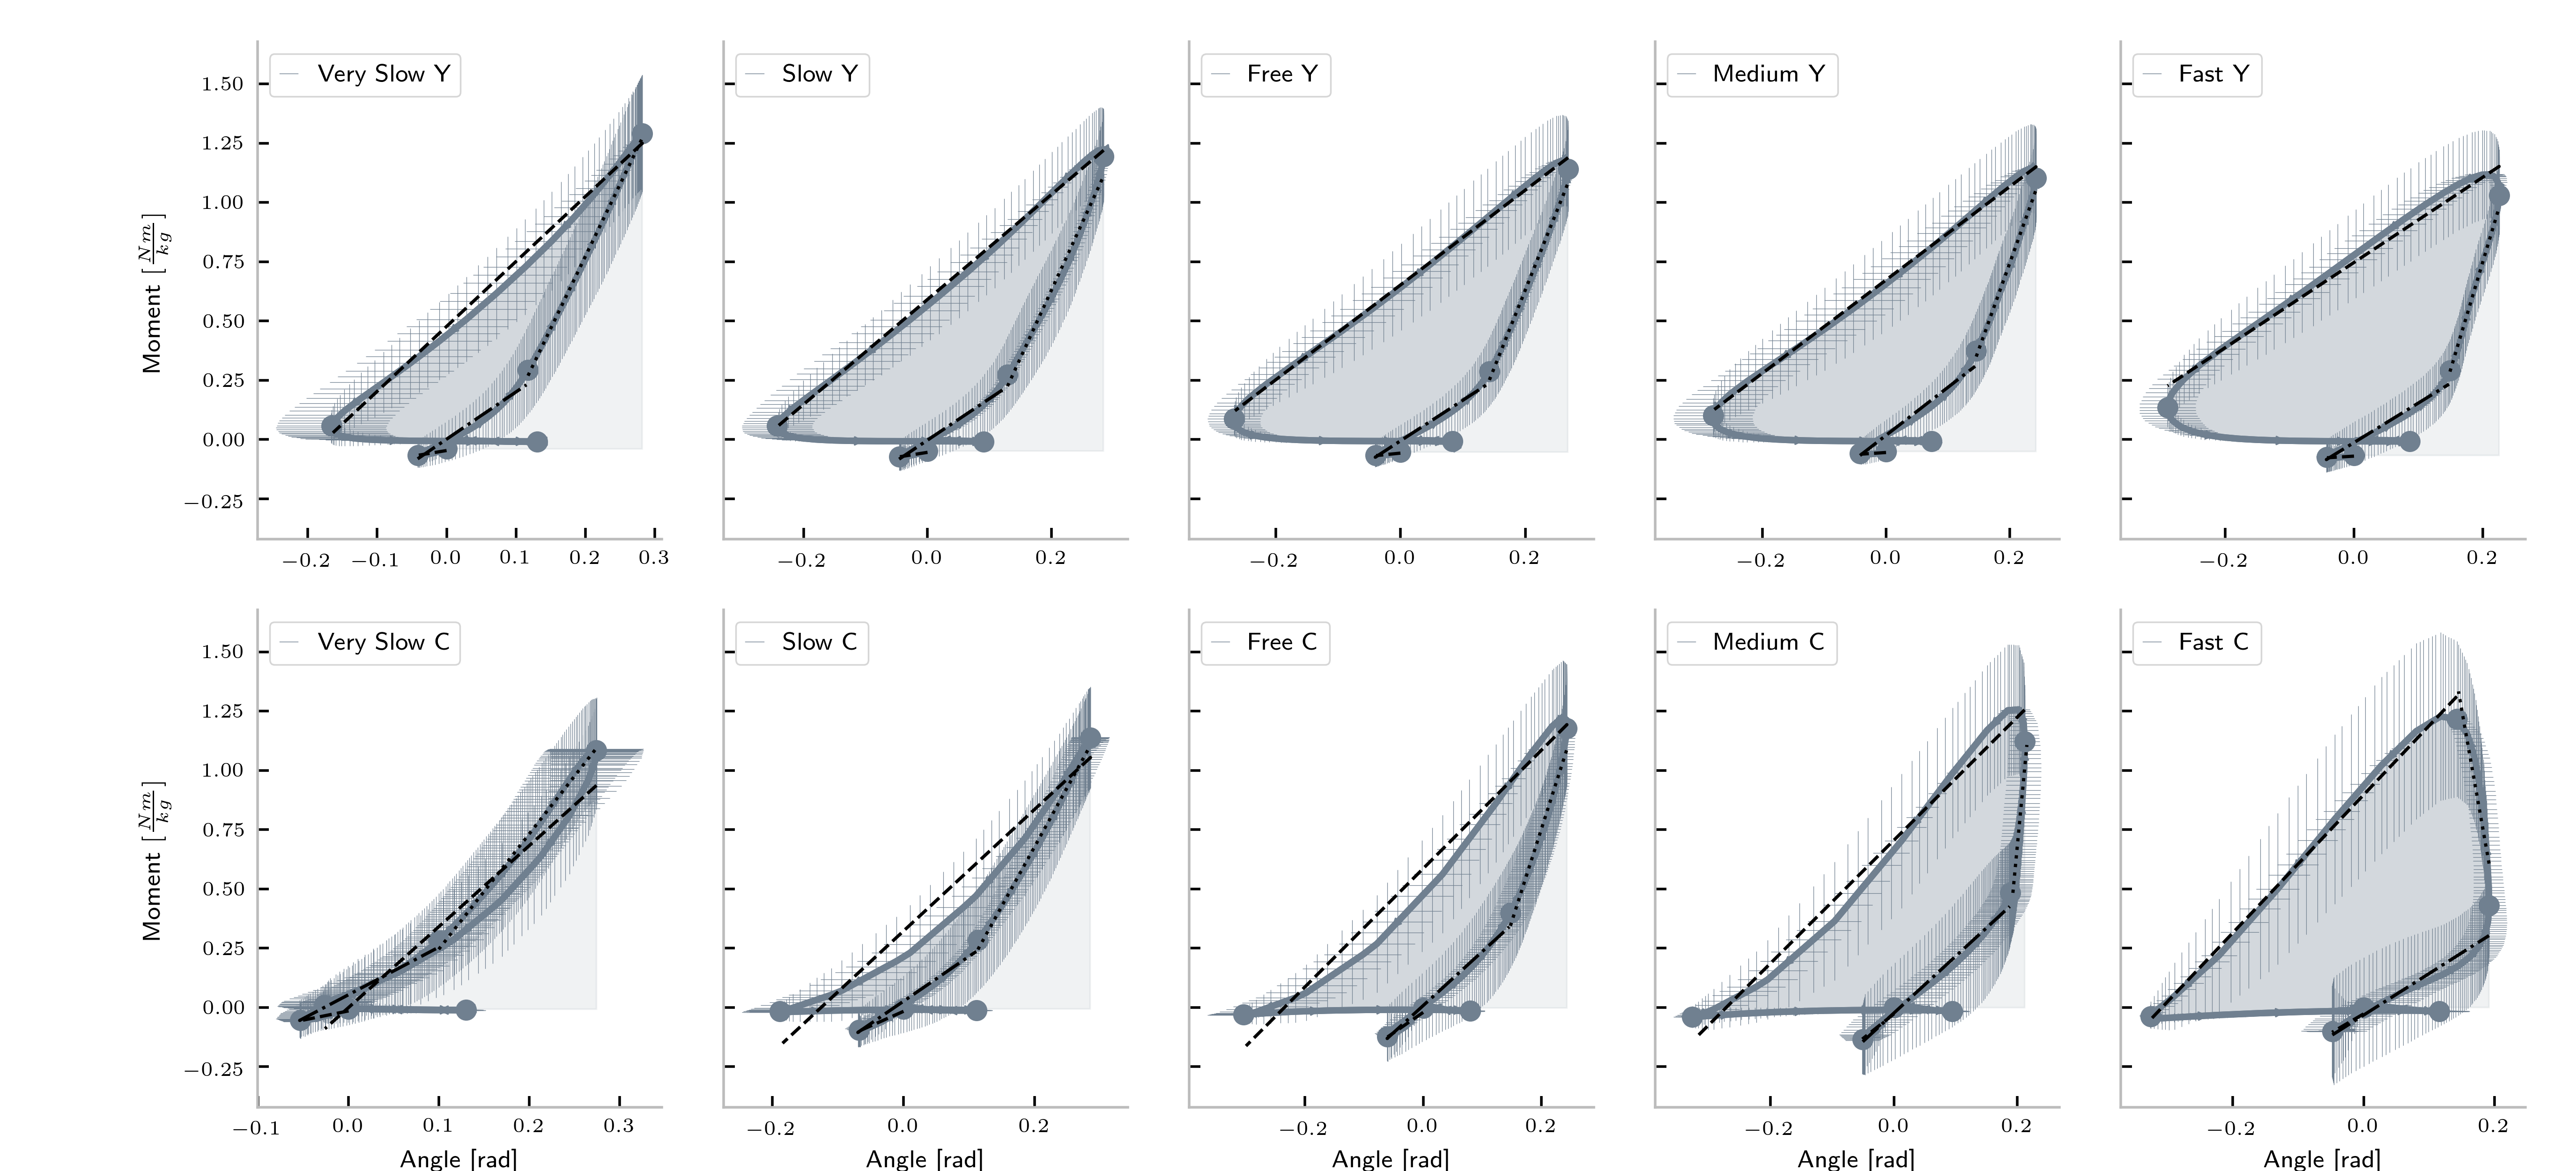 Very Slow Y
Slow Y
Free Y
Medium Y
Fast Y
1.50
1.25
1.00
0.75
0.50
0.25
0.00
−0.25
Moment [Nm/kg]
−0.2 −0.1 0.0 0.1 0.2 0.3
−0.2 0.0 0.2
−0.2 0.0 0.2
−0.2 0.0 0.2
−0.2 0.0 0.2
Very Slow C
Slow C
Free C
Medium C
Fast C
1.50
1.25
1.00
0.75
0.50
0.25
0.00
−0.25
Moment [Nm/kg]
−0.1 0.0 0.1 0.2 0.3
−0.2 0.0 0.2
−0.2 0.0 0.2
−0.2 0.0 0.2
−0.2 0.0 0.2
Angle [rad]
Angle [rad]
Angle [rad]
Angle [rad]
Angle [rad]